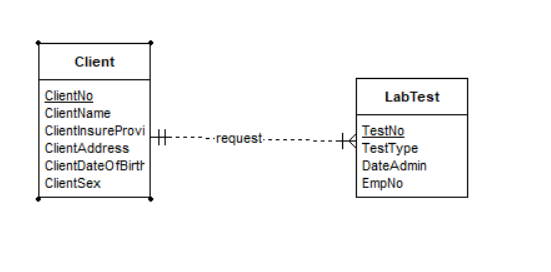 Client
ClientNo
ClientName
ClientInsureProvi
ClientAddress
ClientDateOfBirth
ClientSex
request
LabTest
TestNo
TestType
DateAdmin
EmpNo